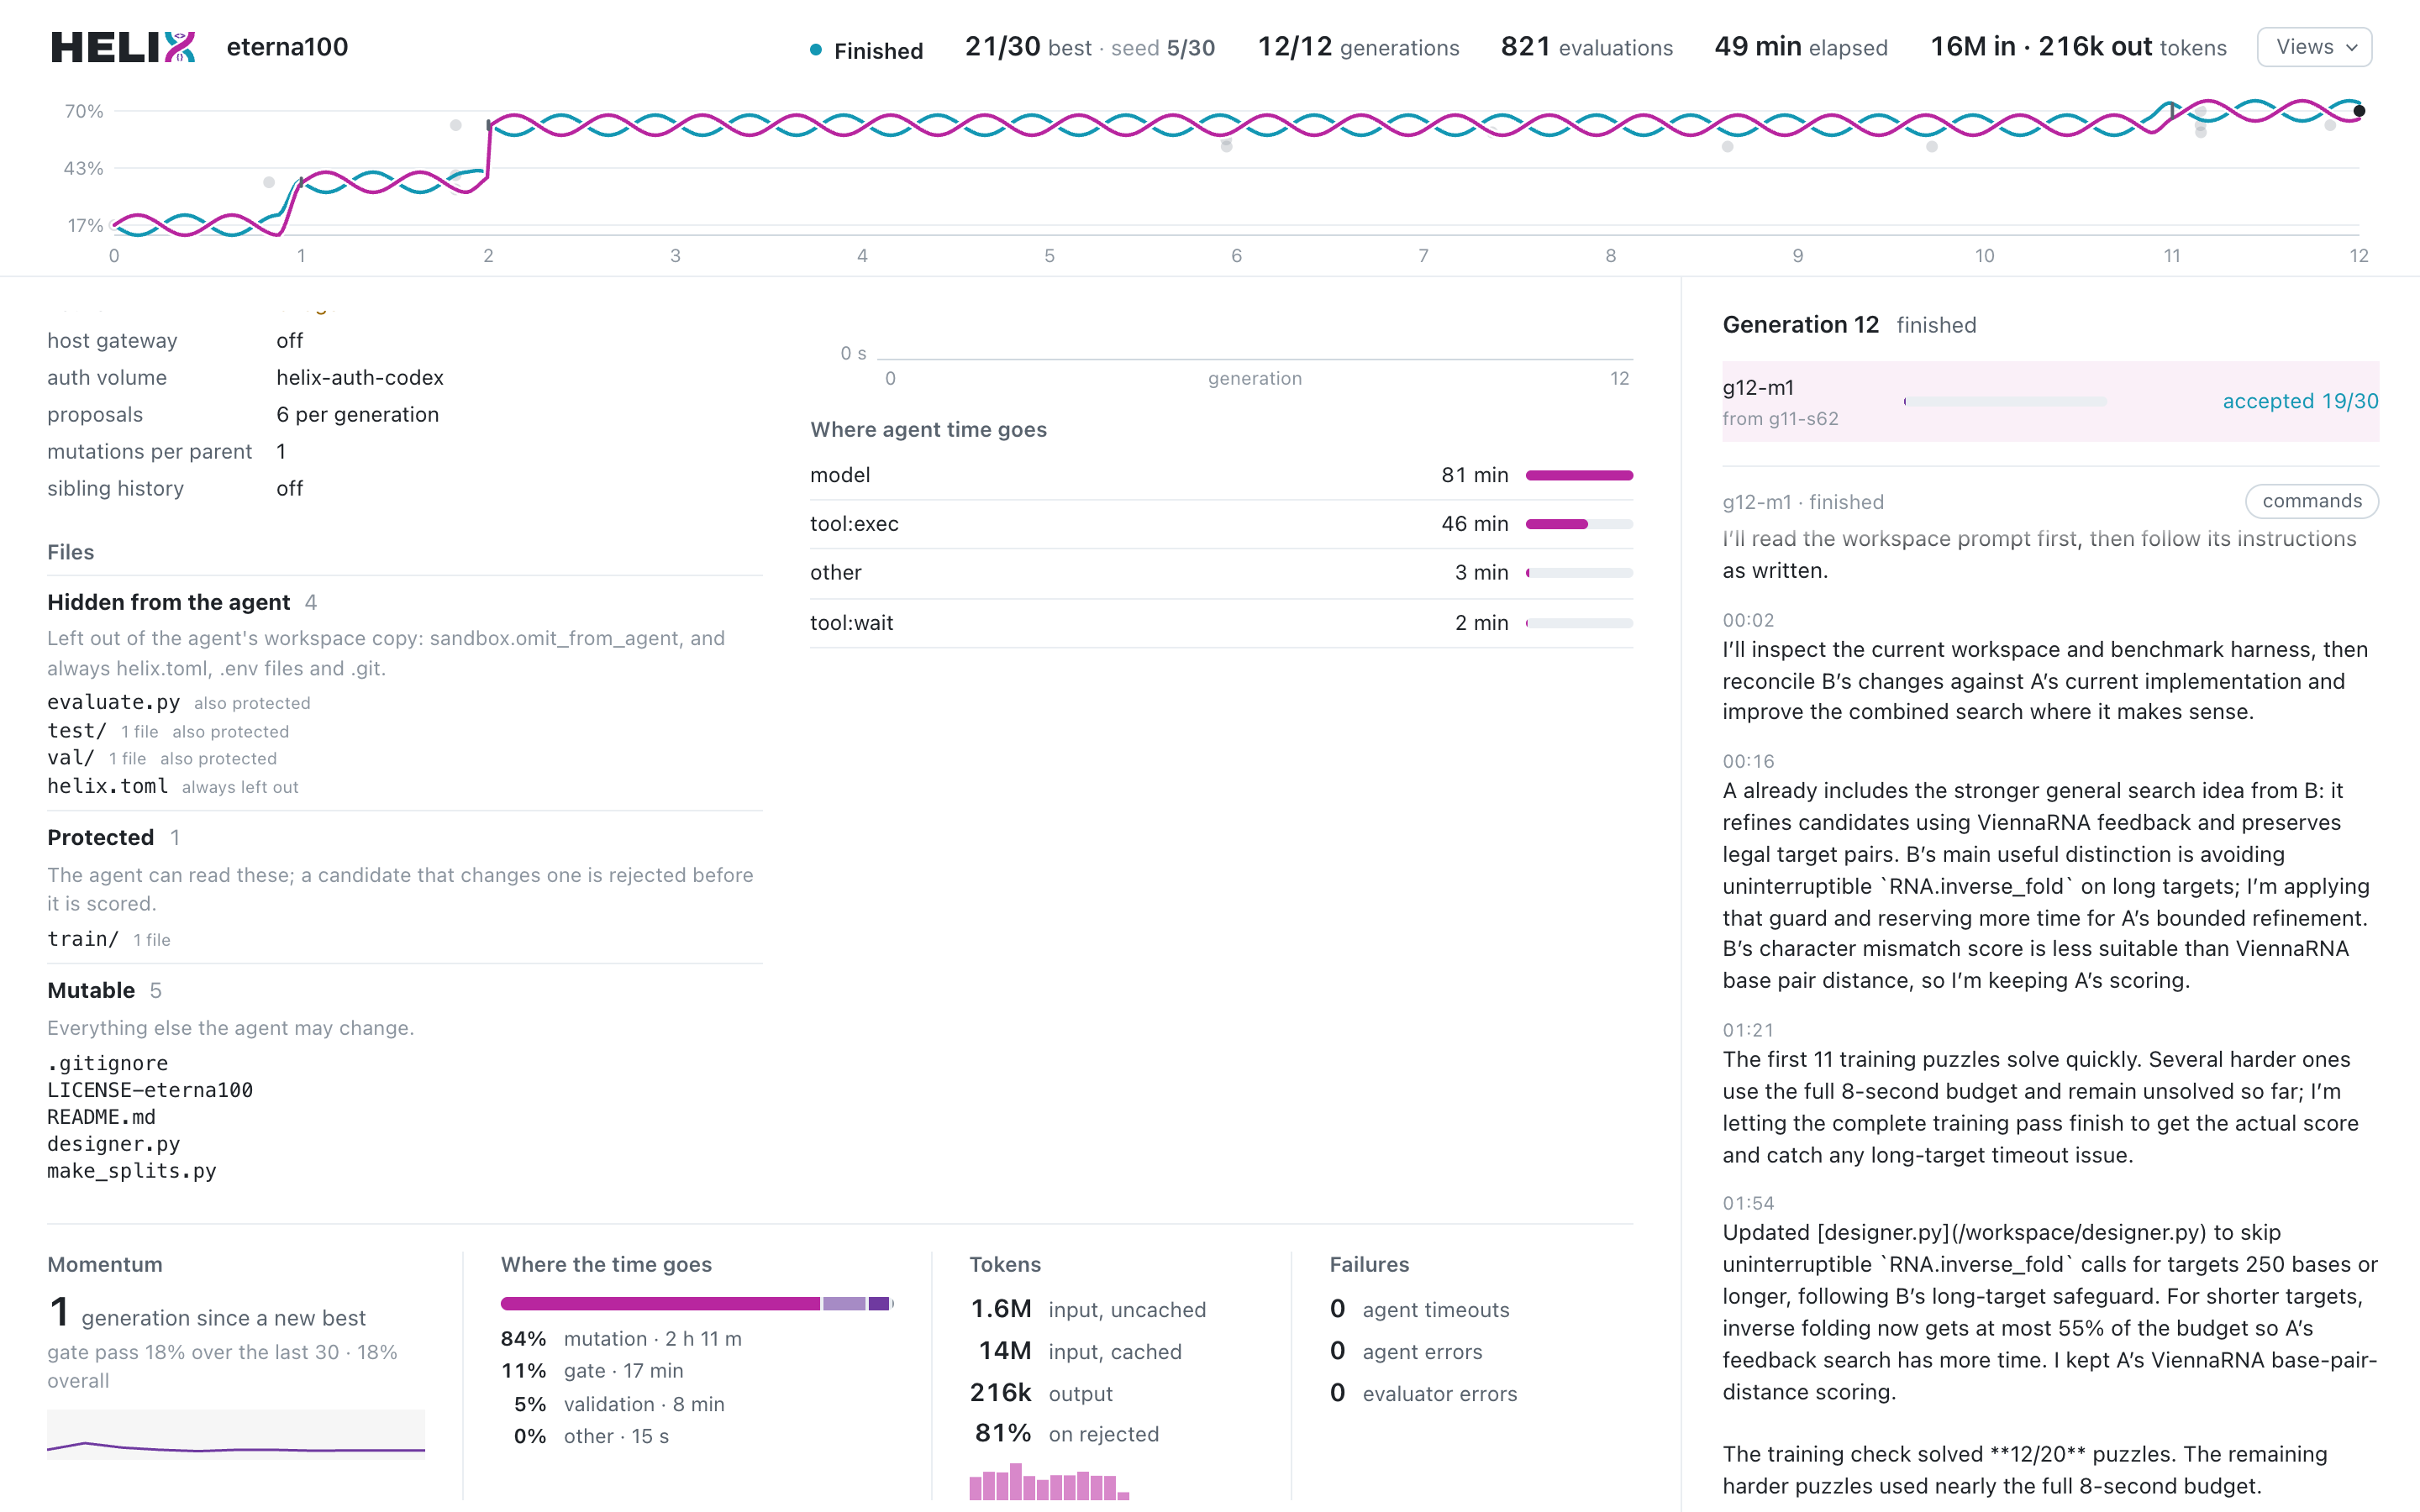 HELIX eterna100
Finished 21/30 best · seed 5/30 12/12 generations 821 evaluations 49 min elapsed 16M in · 216k out tokens Views
70%
43%
17%
0 1 2 3 4 5 6 7 8 9 10 11 12
host gateway off
auth volume helix-auth-codex
proposals 6 per generation
mutations per parent 1
sibling history off
Files
Hidden from the agent 4
Left out of the agent's workspace copy: sandbox.omit_from_agent, and
always helix.toml, .env files and .git.
evaluate.py also protected
test/ 1 file also protected
val/ 1 file also protected
helix.toml always left out
Protected 1
The agent can read these; a candidate that changes one is rejected before
it is scored.
train/ 1 file
Mutable 5
Everything else the agent may change.
.gitignore
LICENSE-eterna100
README.md
designer.py
make_splits.py
0 s
0 generation 12
Where agent time goes
model 81 min
tool:exec 46 min
other 3 min
tool:wait 2 min
Momentum
1 generation since a new best
gate pass 18% over the last 30 · 18%
overall
Where the time goes
84% mutation · 2 h 11 m
11% gate · 17 min
5% validation · 8 min
0% other · 15 s
Tokens
1.6M input, uncached
14M input, cached
216k output
81% on rejected
Failures
0 agent timeouts
0 agent errors
0 evaluator errors
Generation 12 finished
g12-m1
from g11-s62
accepted 19/30
g12-m1 · finished commands
I’ll read the workspace prompt first, then follow its instructions
as written.
00:02
I’ll inspect the current workspace and benchmark harness, then
reconcile B’s changes against A’s current implementation and
improve the combined search where it makes sense.
00:16
A already includes the stronger general search idea from B: it
refines candidates using ViennaRNA feedback and preserves
legal target pairs. B’s main useful distinction is avoiding
uninterruptible `RNA.inverse_fold` on long targets; I’m applying
that guard and reserving more time for A’s bounded refinement.
B’s character mismatch score is less suitable than ViennaRNA
base pair distance, so I’m keeping A’s scoring.
01:21
The first 11 training puzzles solve quickly. Several harder ones
use the full 8-second budget and remain unsolved so far; I’m
letting the complete training pass finish to get the actual score
and catch any long-target timeout issue.
01:54
Updated [designer.py](/workspace/designer.py) to skip
uninterruptible `RNA.inverse_fold` calls for targets 250 bases or
longer, following B’s long-target safeguard. For shorter targets,
inverse folding now gets at most 55% of the budget so A’s
feedback search has more time. I kept A’s ViennaRNA base-pair-
distance scoring.
The training check solved **12/20** puzzles. The remaining
harder puzzles used nearly the full 8-second budget.